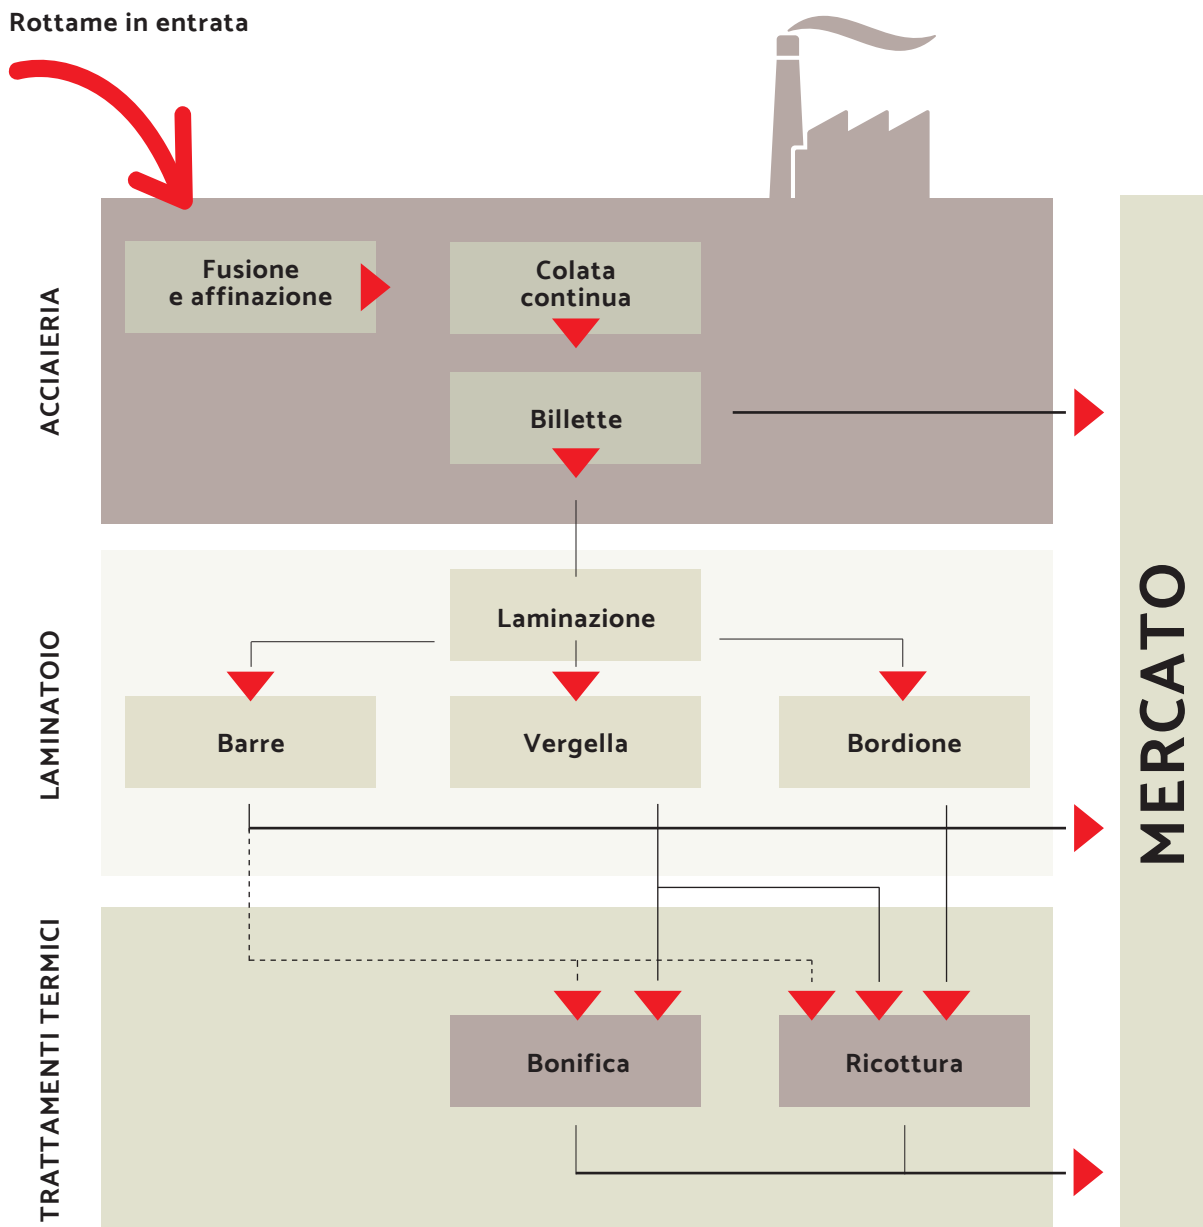 Rottame in entrata
ACCIAIERIA
Fusione
e affinazione
Colata
continua
Billette
LAMINATOIO
Laminazione
Barre
Vergella
Bordione
TRATTAMENTI TERMICI
Bonifica
Ricottura
MERCATO